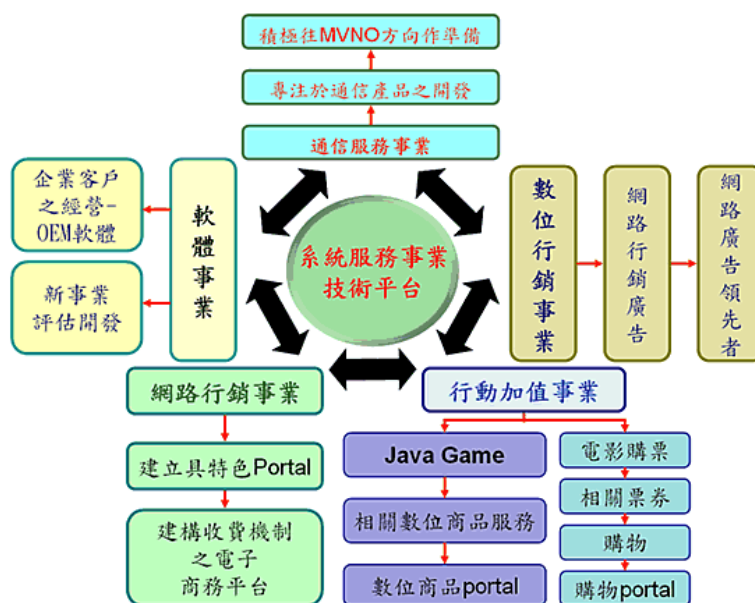 積極往MVNO方向作準備
專注於通信產品之開發
通信服務事業
企業客戶
之經營-
OEM軟體
新事業
評估開發
軟體事業
系統服務事業
技術平台
數位行銷事業
網路行銷廣告
網路廣告領先者
網路行銷事業
建立具特色Portal
建構收費機制
之電子
商務平台
行動加值事業
Java Game
相關數位商品服務
數位商品portal
電影購票
相關票券
購物
購物portal